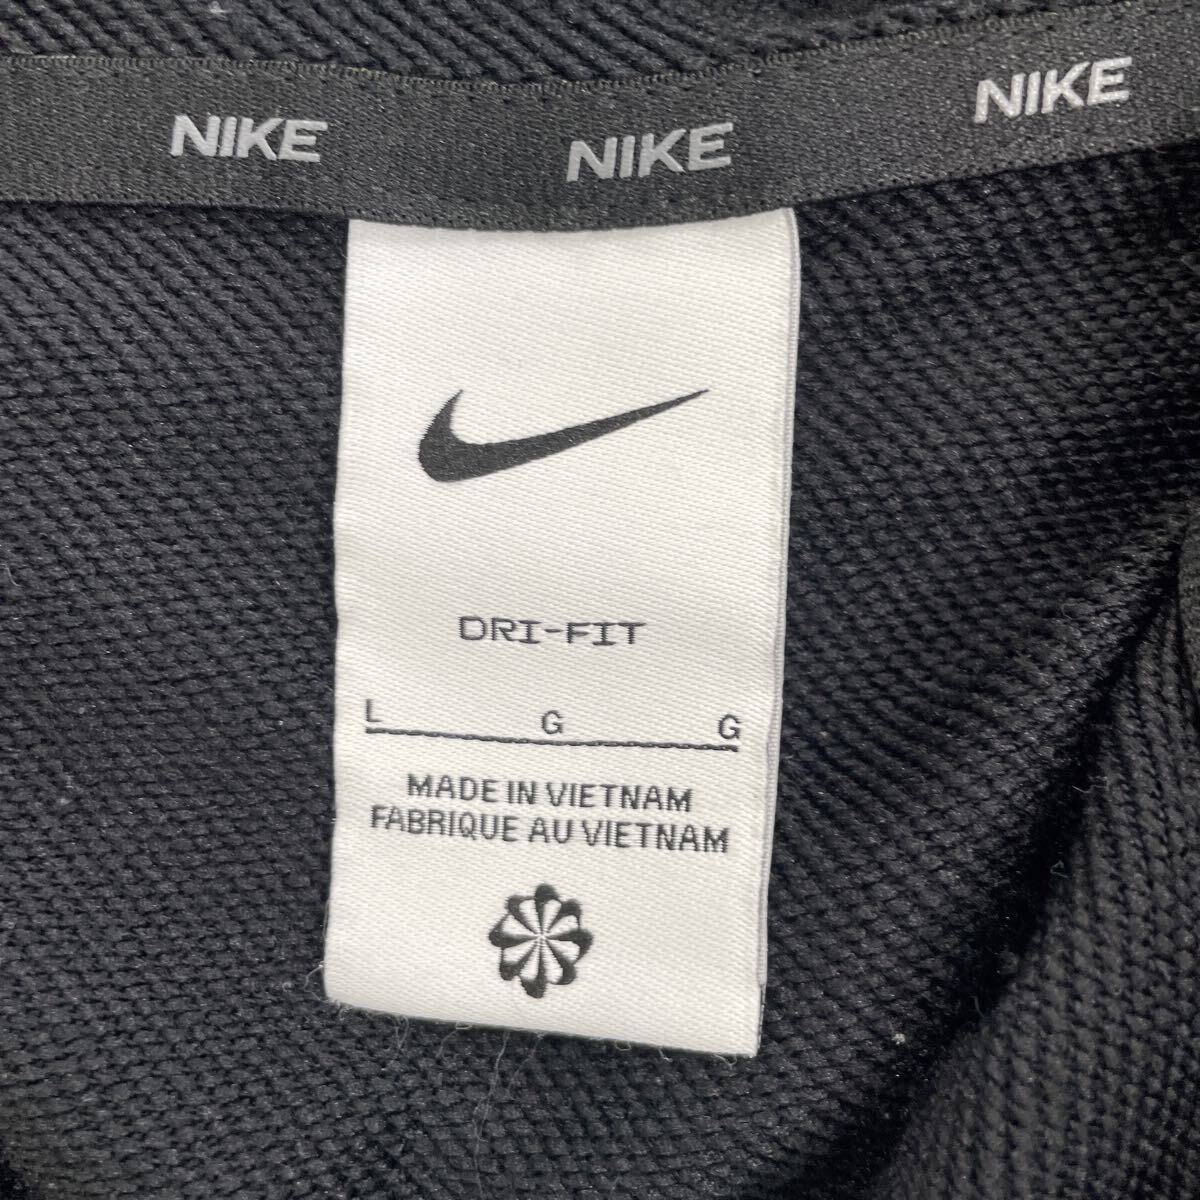 NIKE NIKE NIKE
DRI-FIT
L G G
MADE IN VIETNAM
FABRIQUE AU VIETNAM